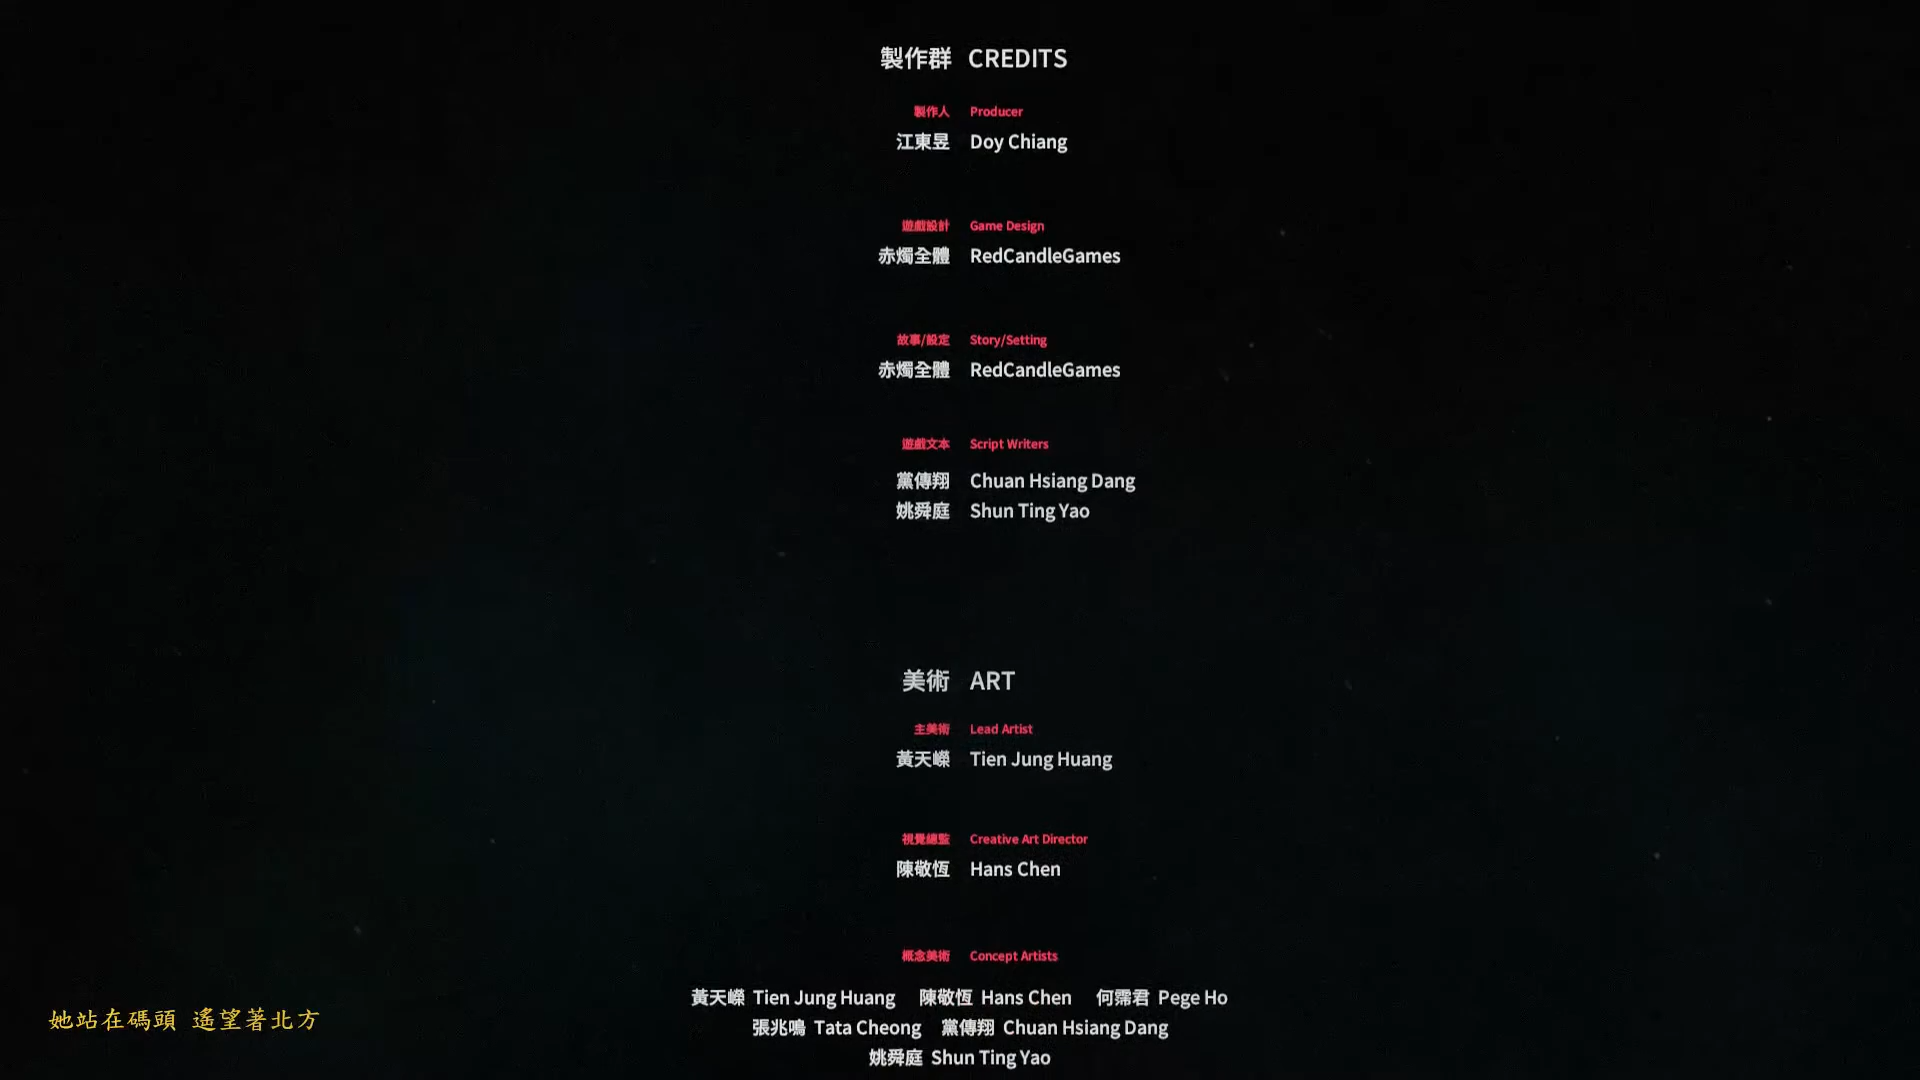 製作群 CREDITS
製作人 Producer
江東昱 Doy Chiang
遊戲設計 Game Design
赤燭全體 RedCandleGames
故事/設定 Story/Setting
赤燭全體 RedCandleGames
遊戲文本 Script Writers
黨傳翔 Chuan Hsiang Dang
姚舜庭 Shun Ting Yao
美術 ART
主美術 Lead Artist
黃天嶸 Tien Jung Huang
視覺總監 Creative Art Director
陳敬恆 Hans Chen
概念美術 Concept Artists
黃天嶸 Tien Jung Huang 陳敬恆 Hans Chen 何霈君 Pege Ho
張兆鳴 Tata Cheong 黨傳翔 Chuan Hsiang Dang
姚舜庭 Shun Ting Yao
她站在碼頭 遙望著北方